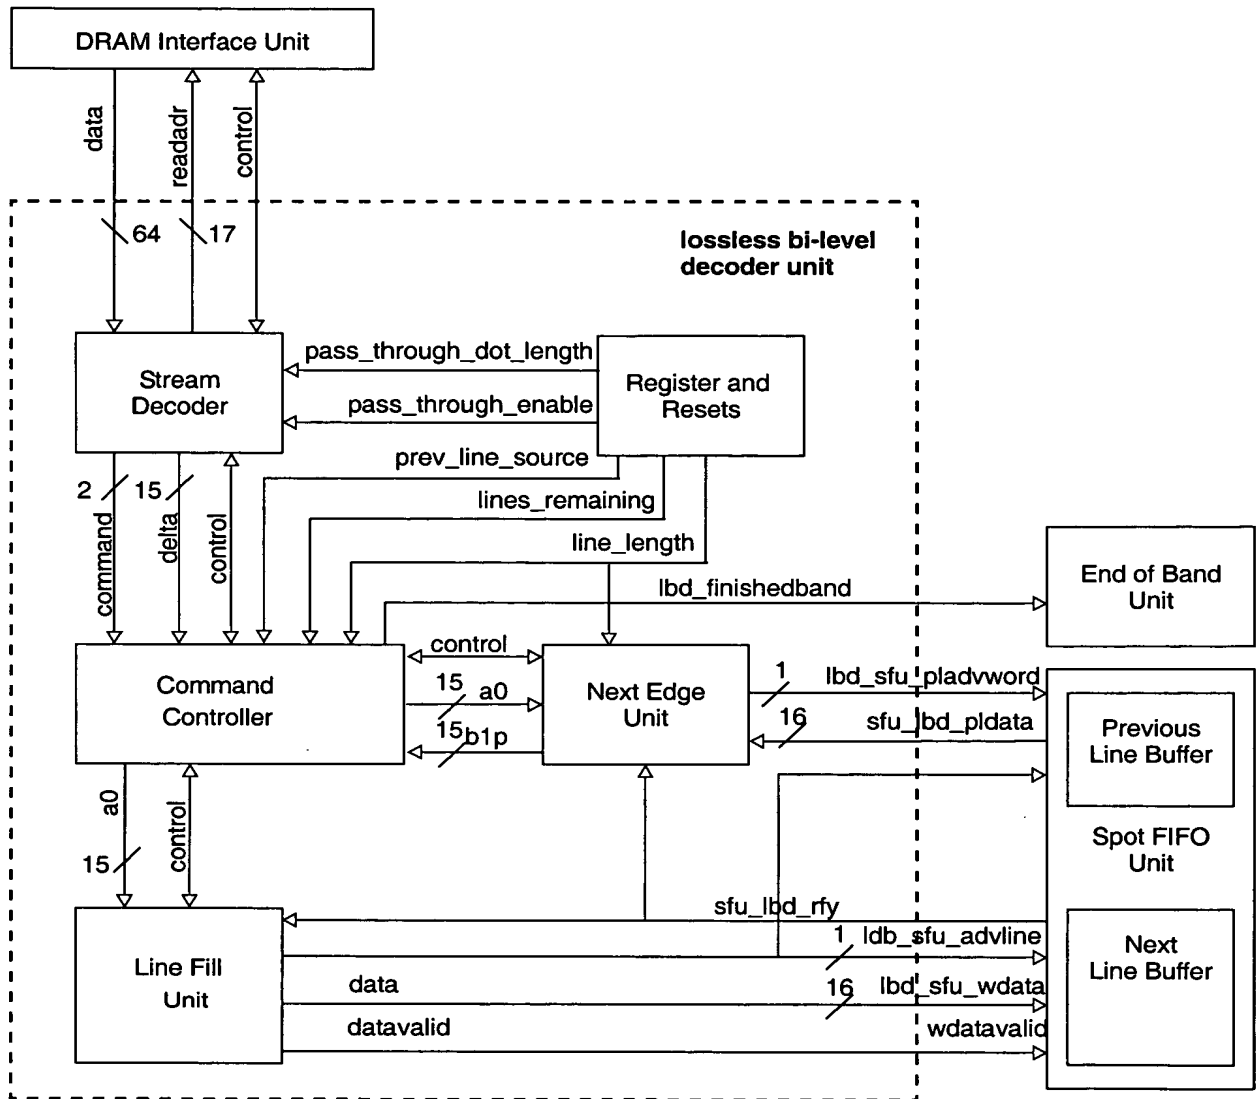 DRAM Interface Unit
data
readadr
control
64
17
lossless bi-level
decoder unit
Stream
Decoder
pass_through_dot_length
pass_through_enable
Register and
Resets
prev_line_source
lines_remaining
line_length
2
15
command
delta
control
lbd_finishedband
End of Band
Unit
Command
Controller
control
15
a0
15
b1p
Next Edge
Unit
1
lbd_sfu_pladvword
16
sfu_lbd_pldata
Previous
Line Buffer
Spot FIFO
Unit
a0
15
control
sfu_lbd_rfy
1
ldb_sfu_advline
Line Fill
Unit
data
16
lbd_sfu_wdata
datavalid
wdatavalid
Next
Line Buffer